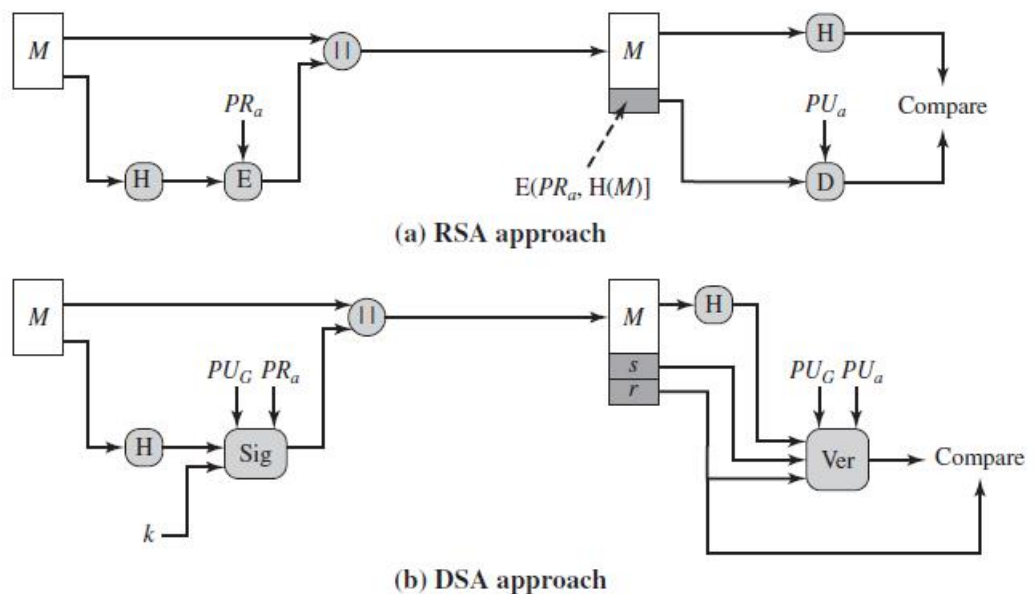 M
||
M
H
PR_a
PU_a
Compare
H
E
D
E(PR_a, H(M)]
(a) RSA approach
M
||
M
H
s
r
PU_G PR_a
PU_G PU_a
H
Sig
Ver
Compare
k
(b) DSA approach